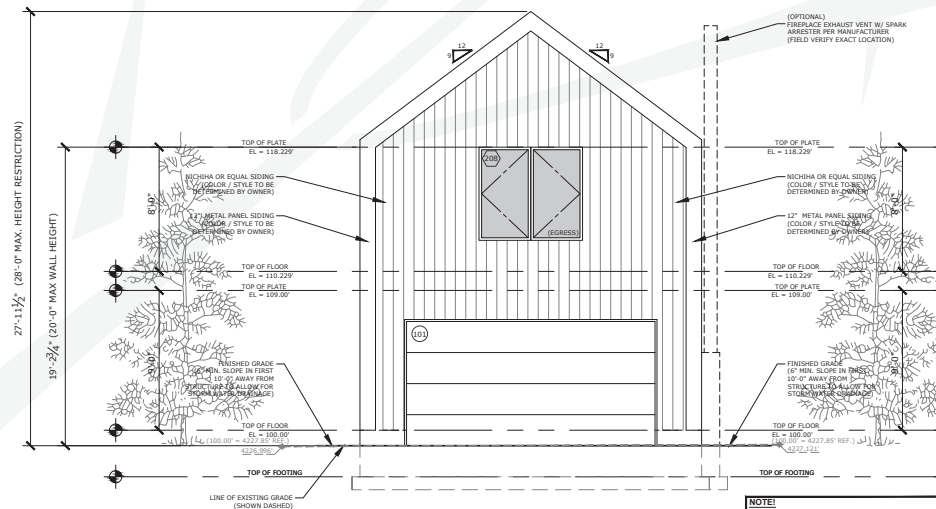 (OPTIONAL)
FIREPLACE EXHAUST VENT W/ SPARK
ARRESTER PER MANUFACTURER
(FIELD VERIFY EXACT LOCATION)
12
9
12
9
27'-11½" (28'-0" MAX. HEIGHT RESTRICTION)
19'-2¾" (20'-0" MAX WALL HEIGHT)
TOP OF PLATE
EL = 118.229'
TOP OF PLATE
EL = 118.229'
208
(EGRESS)
NICHIHA OR EQUAL SIDING
(COLOR / STYLE TO BE
DETERMINED BY OWNER)
NICHIHA OR EQUAL SIDING
(COLOR / STYLE TO BE
DETERMINED BY OWNER)
8'-0"
8'-0"
12" METAL PANEL SIDING
(COLOR / STYLE TO BE
DETERMINED BY OWNER)
12" METAL PANEL SIDING
(COLOR / STYLE TO BE
DETERMINED BY OWNER)
TOP OF FLOOR
EL = 110.229'
TOP OF FLOOR
EL = 110.229'
TOP OF PLATE
EL = 109.00'
TOP OF PLATE
EL = 109.00'
101
FINISHED GRADE
(6" MIN. SLOPE IN FIRST
10'-0" AWAY FROM
STRUCTURE TO ALLOW FOR
STORM WATER DRAINAGE)
FINISHED GRADE
(6" MIN. SLOPE IN FIRST
10'-0" AWAY FROM
STRUCTURE TO ALLOW FOR
STORM WATER DRAINAGE)
9'-0"
TOP OF FLOOR
EL = 100.00'
(100.00' = 4227.85' REF.)
4226.996'
TOP OF FLOOR
EL = 100.00'
(100.00' = 4227.85' REF.)
4227.121'
TOP OF FOOTING
TOP OF FOOTING
LINE OF EXISTING GRADE
(SHOWN DASHED)
NOTE!